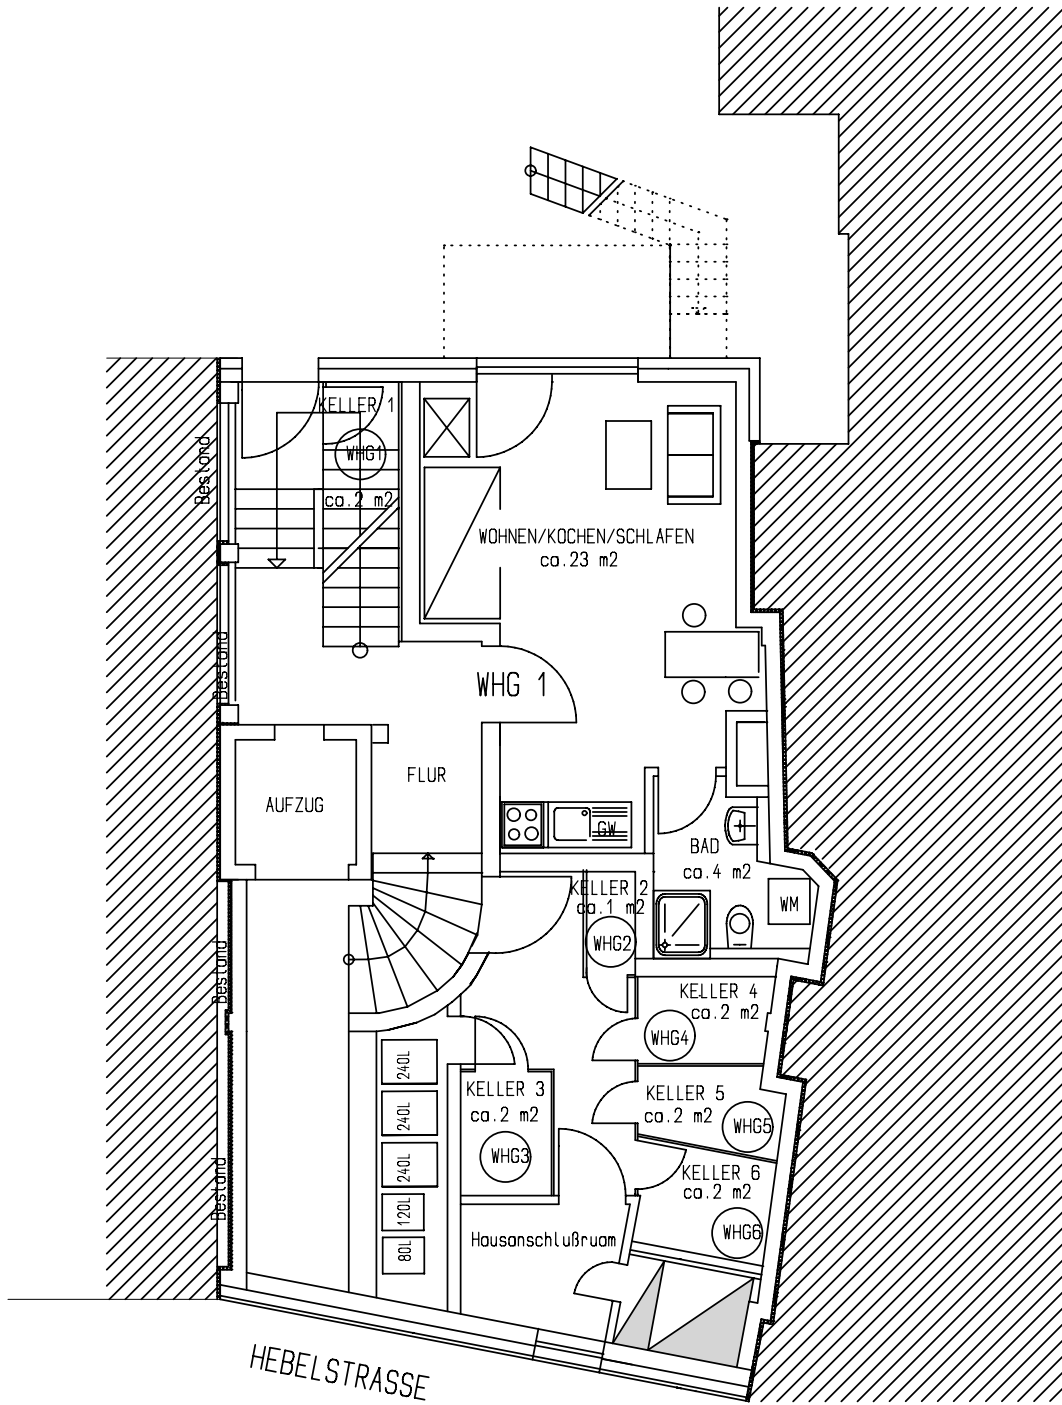 KELLER 1
WHG1
ca.2 m2
Bestand
WOHNEN/KOCHEN/SCHLAFEN
ca.23 m2
Bestand
WHG 1
FLUR
AUFZUG
GW
BAD
ca.4 m2
WM
KELLER 2
ca.1 m2
WHG2
Bestand
KELLER 4
ca.2 m2
WHG4
240L
KELLER 3
ca.2 m2
WHG3
KELLER 5
ca.2 m2
WHG5
240L
240L
Bestand
KELLER 6
ca.2 m2
WHG6
120L
80L
Hausanschlußruam
HEBELSTRASSE